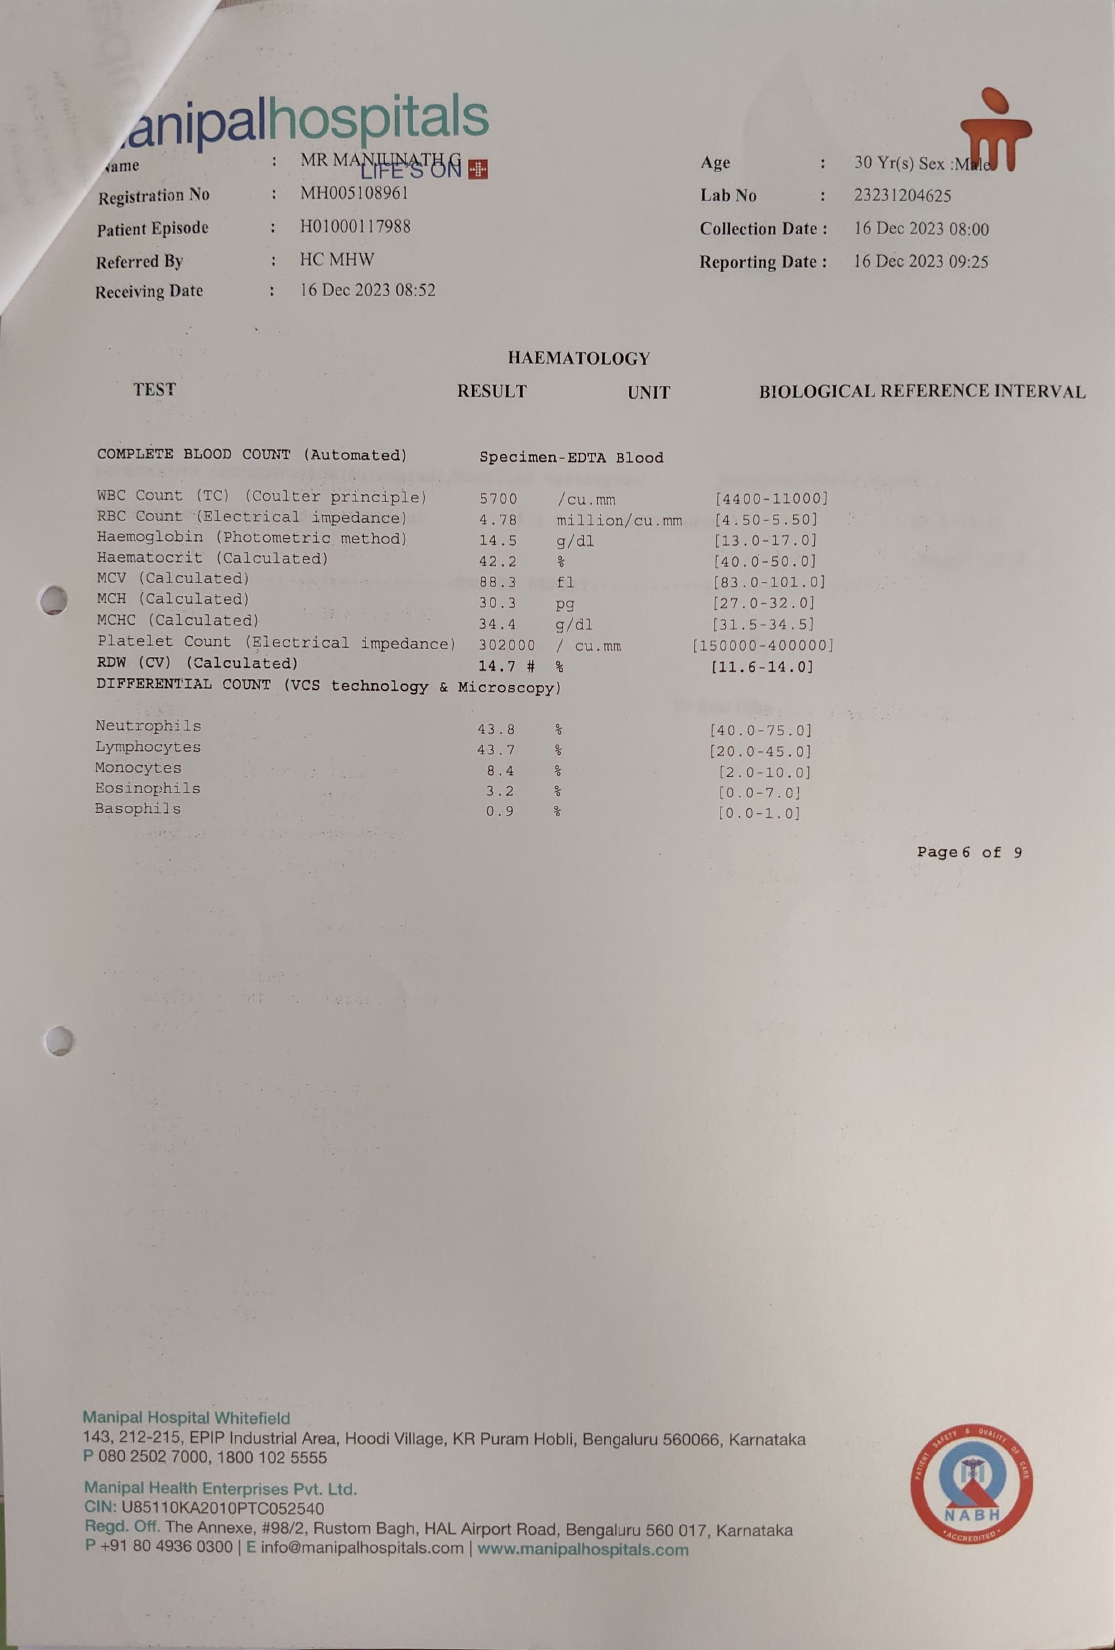 anipalhospitals
LIFE'S ON
Name : MR MANJUNATH G Age : 30 Yr(s) Sex :Male
Registration No : MH005108961 Lab No : 23231204625
Patient Episode : H01000117988 Collection Date : 16 Dec 2023 08:00
Referred By : HC MHW Reporting Date : 16 Dec 2023 09:25
Receiving Date : 16 Dec 2023 08:52
HAEMATOLOGY
TEST RESULT UNIT BIOLOGICAL REFERENCE INTERVAL
COMPLETE BLOOD COUNT (Automated) Specimen-EDTA Blood
WBC Count (TC) (Coulter principle) 5700 /cu.mm [4400-11000]
RBC Count (Electrical impedance) 4.78 million/cu.mm [4.50-5.50]
Haemoglobin (Photometric method) 14.5 g/dl [13.0-17.0]
Haematocrit (Calculated) 42.2 % [40.0-50.0]
MCV (Calculated) 88.3 fl [83.0-101.0]
MCH (Calculated) 30.3 pg [27.0-32.0]
MCHC (Calculated) 34.4 g/dl [31.5-34.5]
Platelet Count (Electrical impedance) 302000 / cu.mm [150000-400000]
RDW (CV) (Calculated) 14.7 # % [11.6-14.0]
DIFFERENTIAL COUNT (VCS technology & Microscopy)
Neutrophils 43.8 % [40.0-75.0]
Lymphocytes 43.7 % [20.0-45.0]
Monocytes 8.4 % [2.0-10.0]
Eosinophils 3.2 % [0.0-7.0]
Basophils 0.9 % [0.0-1.0]
Page 6 of 9
Manipal Hospital Whitefield
143, 212-215, EPIP Industrial Area, Hoodi Village, KR Puram Hobli, Bengaluru 560066, Karnataka
P 080 2502 7000, 1800 102 5555
Manipal Health Enterprises Pvt. Ltd.
CIN: U85110KA2010PTC052540
Regd. Off. The Annexe, #98/2, Rustom Bagh, HAL Airport Road, Bengaluru 560 017, Karnataka
P +91 80 4936 0300 | E info@manipalhospitals.com | www.manipalhospitals.com
PATIENT SAFETY & QUALITY OF CARE
NABH
• ACCREDITED •